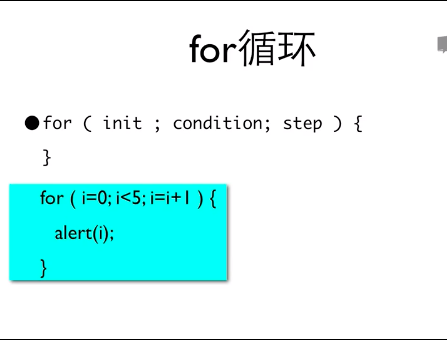 for循环
●for ( init ; condition; step ) {
}
for ( i=0; i<5; i=i+1 ) {
alert(i);
}